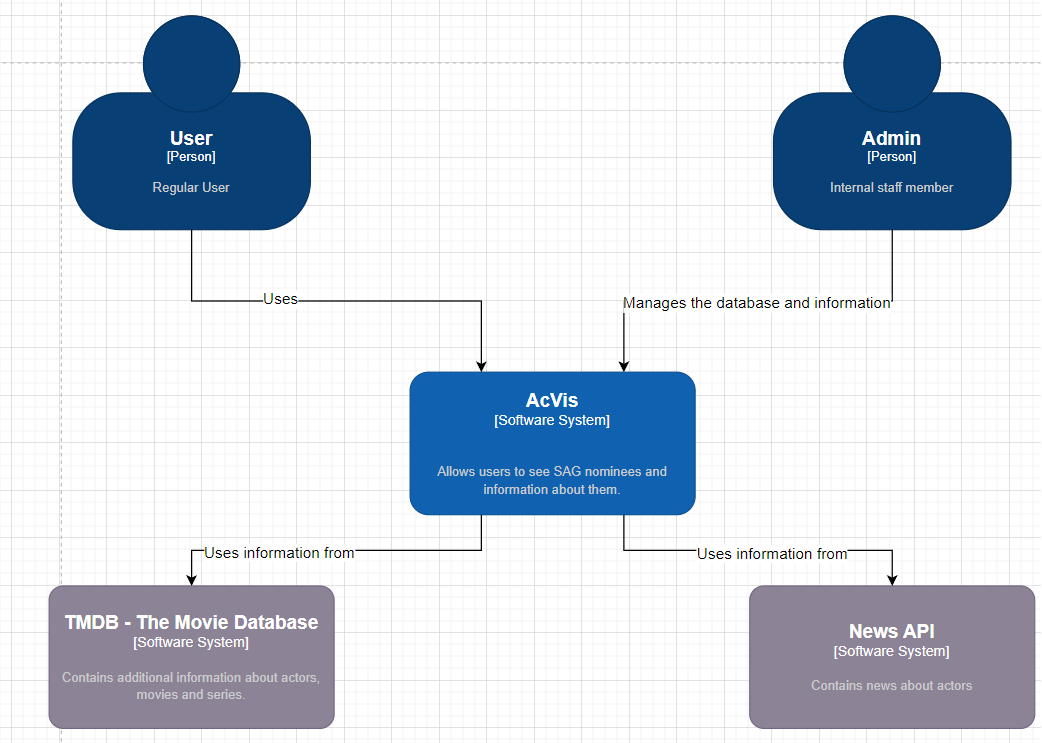 User
[Person]
Regular User
Admin
[Person]
Internal staff member
Uses
Manages the database and information
AcVis
[Software System]
Allows users to see SAG nominees and
information about them.
Uses information from
Uses information from
TMDB - The Movie Database
[Software System]
Contains additional information about actors,
movies and series.
News API
[Software System]
Contains news about actors